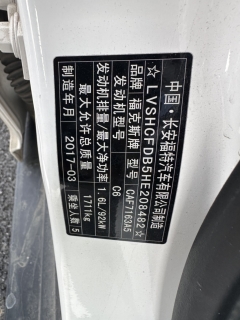 中国·长安福特汽车有限公司制造
☆LVSHCFDB5HE208482☆
品牌 福克斯牌 型号 CAF7163A5
发动机型号 C6
发动机排量/最大净功率 1.6L/92kW
最大允许总质量 1711kg
制造年月 2017-03 乘坐人数 5